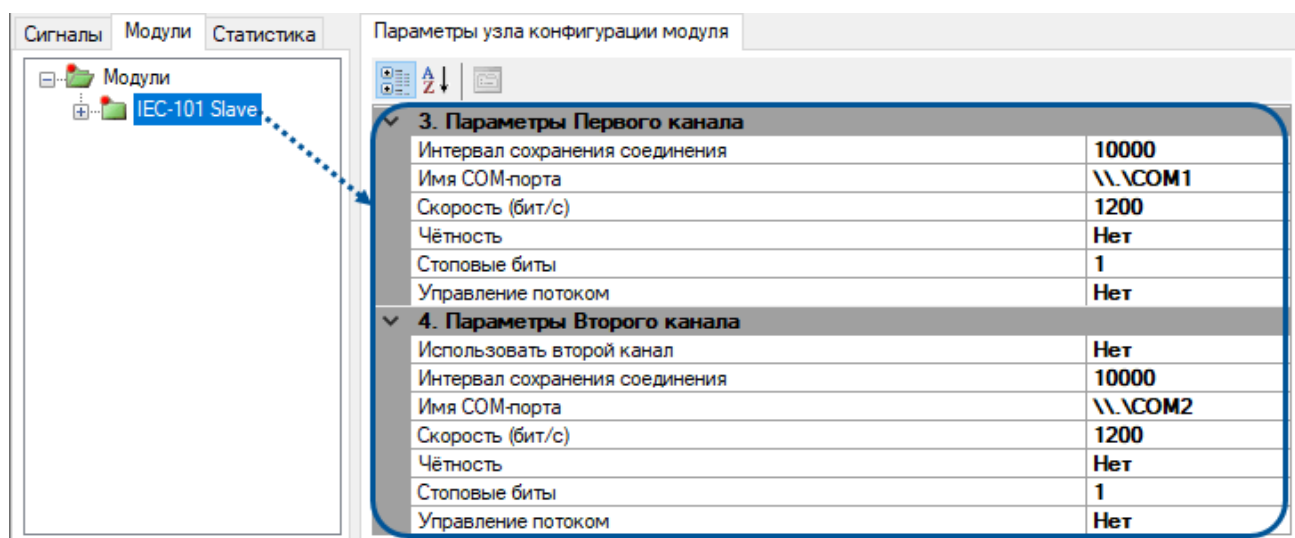 Сигналы Модули Статистика
Параметры узла конфигурации модуля
Модули
IEC-101 Slave
3. Параметры Первого канала
Интервал сохранения соединения 10000
Имя COM-порта \\.\COM1
Скорость (бит/с) 1200
Чётность Нет
Стоповые биты 1
Управление потоком Нет
4. Параметры Второго канала
Использовать второй канал Нет
Интервал сохранения соединения 10000
Имя COM-порта \\.\COM2
Скорость (бит/с) 1200
Чётность Нет
Стоповые биты 1
Управление потоком Нет